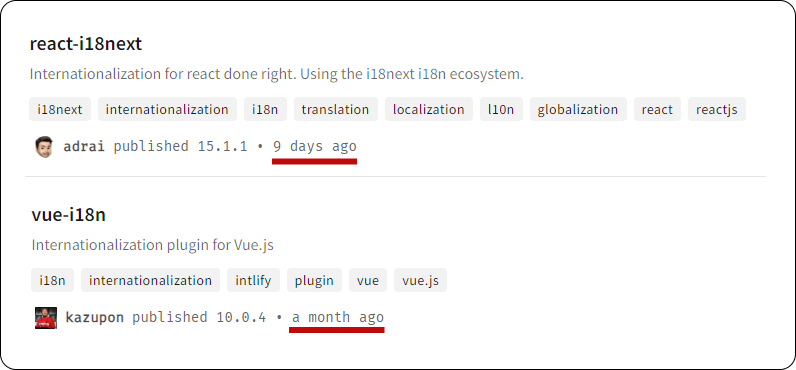 react-i18next
Internationalization for react done right. Using the i18next i18n ecosystem.
i18next internationalization i18n translation localization l10n globalization react reactjs
adrai published 15.1.1 • 9 days ago
vue-i18n
Internationalization plugin for Vue.js
i18n internationalization intlify plugin vue vue.js
kazupon published 10.0.4 • a month ago